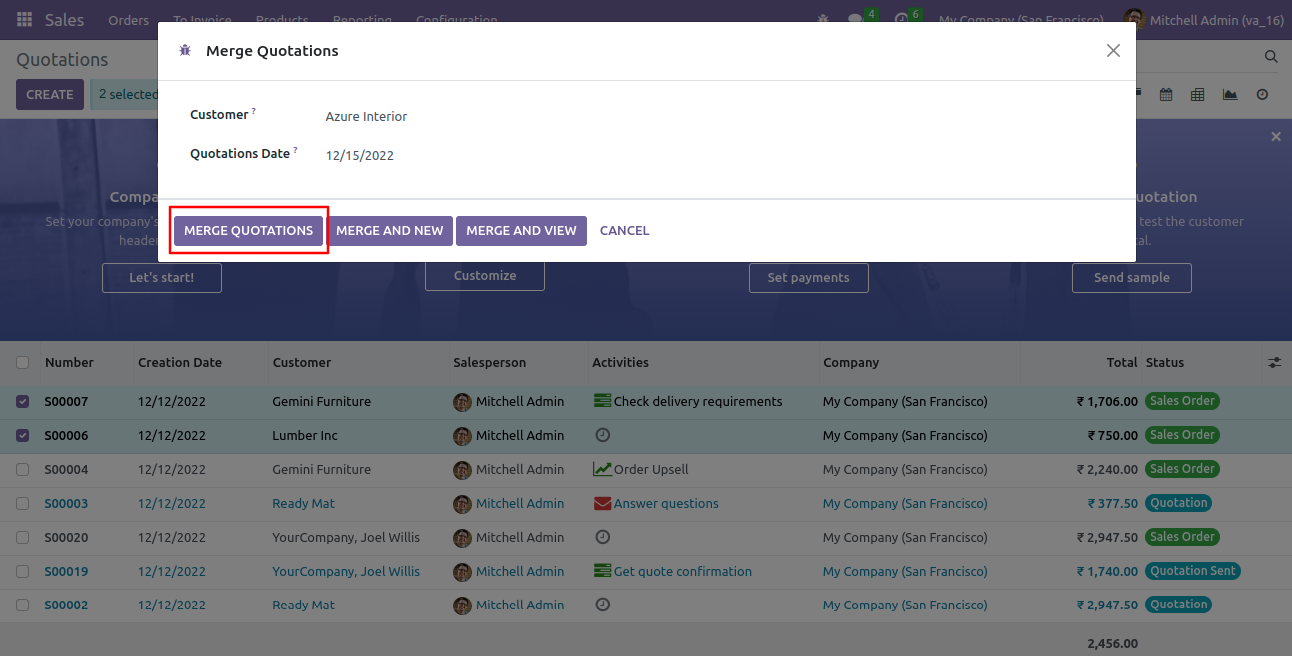 Sales Orders To Invoice Products Reporting Configuration 4 6 My Company (San Francisco) Mitchell Admin (va_16)
Merge Quotations
Quotations
CREATE 2 selected
Customer ? Azure Interior
Quotations Date ? 12/15/2022
Compa
Set your company's
heade
uotation
test the customer
al.
MERGE QUOTATIONS MERGE AND NEW MERGE AND VIEW CANCEL
Let's start! Customize Set payments Send sample
Number Creation Date Customer Salesperson Activities Company Total Status
S00007 12/12/2022 Gemini Furniture Mitchell Admin Check delivery requirements My Company (San Francisco) ₹ 1,706.00 Sales Order
S00006 12/12/2022 Lumber Inc Mitchell Admin My Company (San Francisco) ₹ 750.00 Sales Order
S00004 12/12/2022 Gemini Furniture Mitchell Admin Order Upsell My Company (San Francisco) ₹ 2,240.00 Sales Order
S00003 12/12/2022 Ready Mat Mitchell Admin Answer questions My Company (San Francisco) ₹ 377.50 Quotation
S00020 12/12/2022 YourCompany, Joel Willis Mitchell Admin My Company (San Francisco) ₹ 2,947.50 Sales Order
S00019 12/12/2022 YourCompany, Joel Willis Mitchell Admin Get quote confirmation My Company (San Francisco) ₹ 1,740.00 Quotation Sent
S00002 12/12/2022 Ready Mat Mitchell Admin My Company (San Francisco) ₹ 2,947.50 Quotation
2,456.00